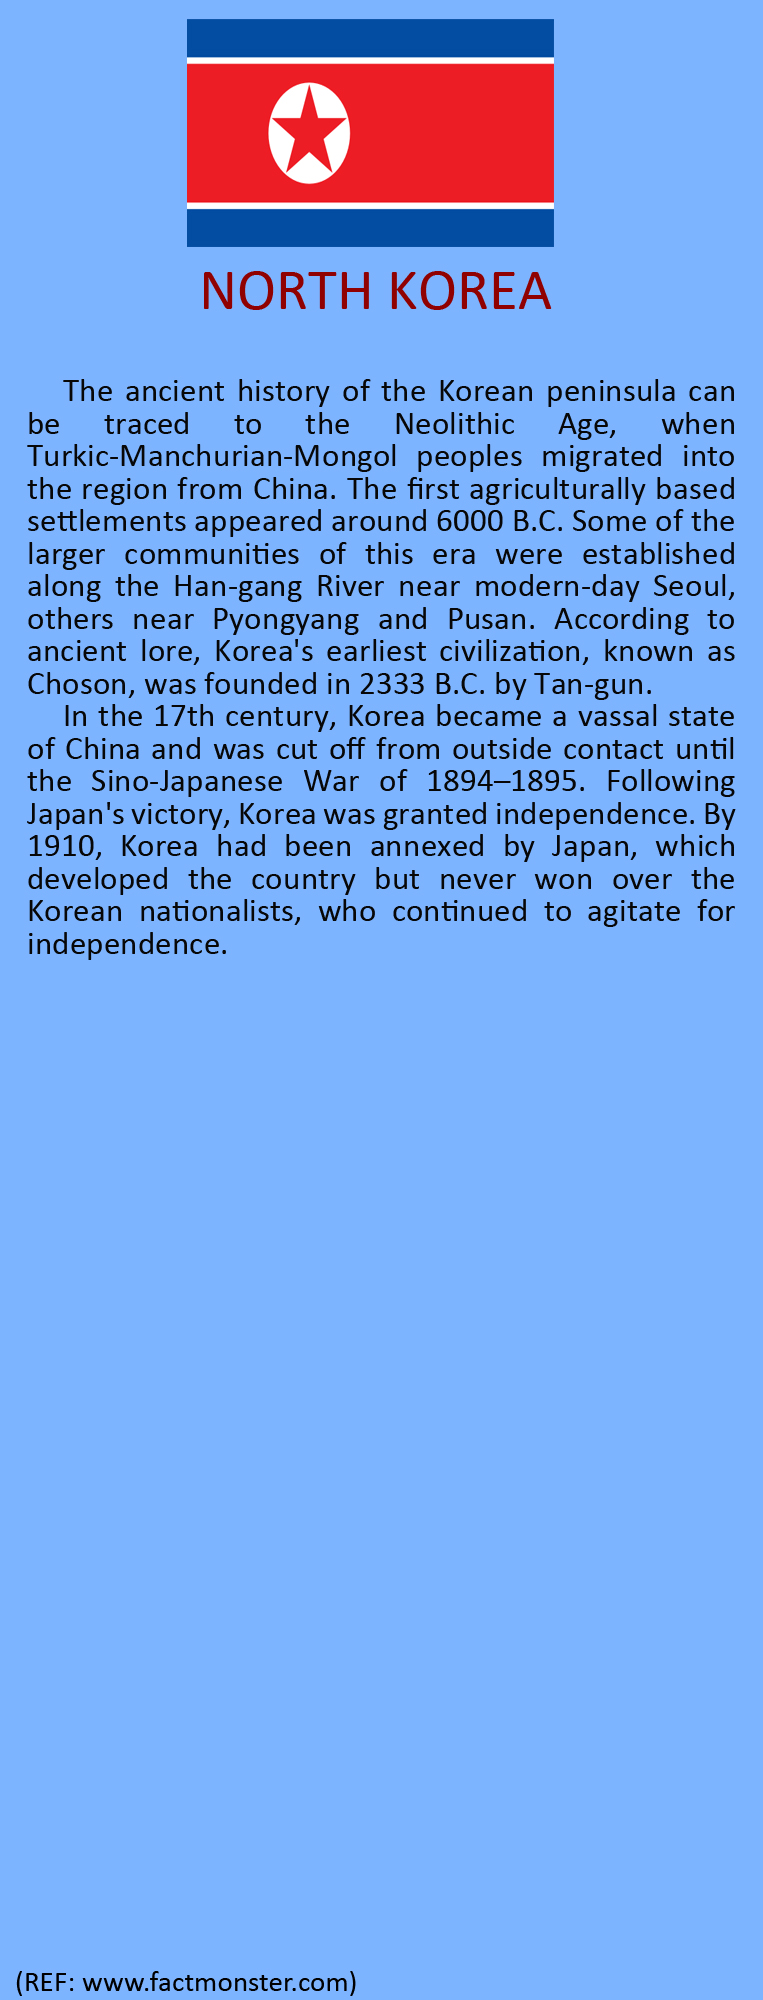 NORTH KOREA
The ancient history of the Korean peninsula can
be traced to the Neolithic Age, when
Turkic-Manchurian-Mongol peoples migrated into
the region from China. The first agriculturally based
settlements appeared around 6000 B.C. Some of the
larger communities of this era were established
along the Han-gang River near modern-day Seoul,
others near Pyongyang and Pusan. According to
ancient lore, Korea's earliest civilization, known as
Choson, was founded in 2333 B.C. by Tan-gun.
In the 17th century, Korea became a vassal state
of China and was cut off from outside contact until
the Sino-Japanese War of 1894–1895. Following
Japan's victory, Korea was granted independence. By
1910, Korea had been annexed by Japan, which
developed the country but never won over the
Korean nationalists, who continued to agitate for
independence.
(REF: www.factmonster.com)